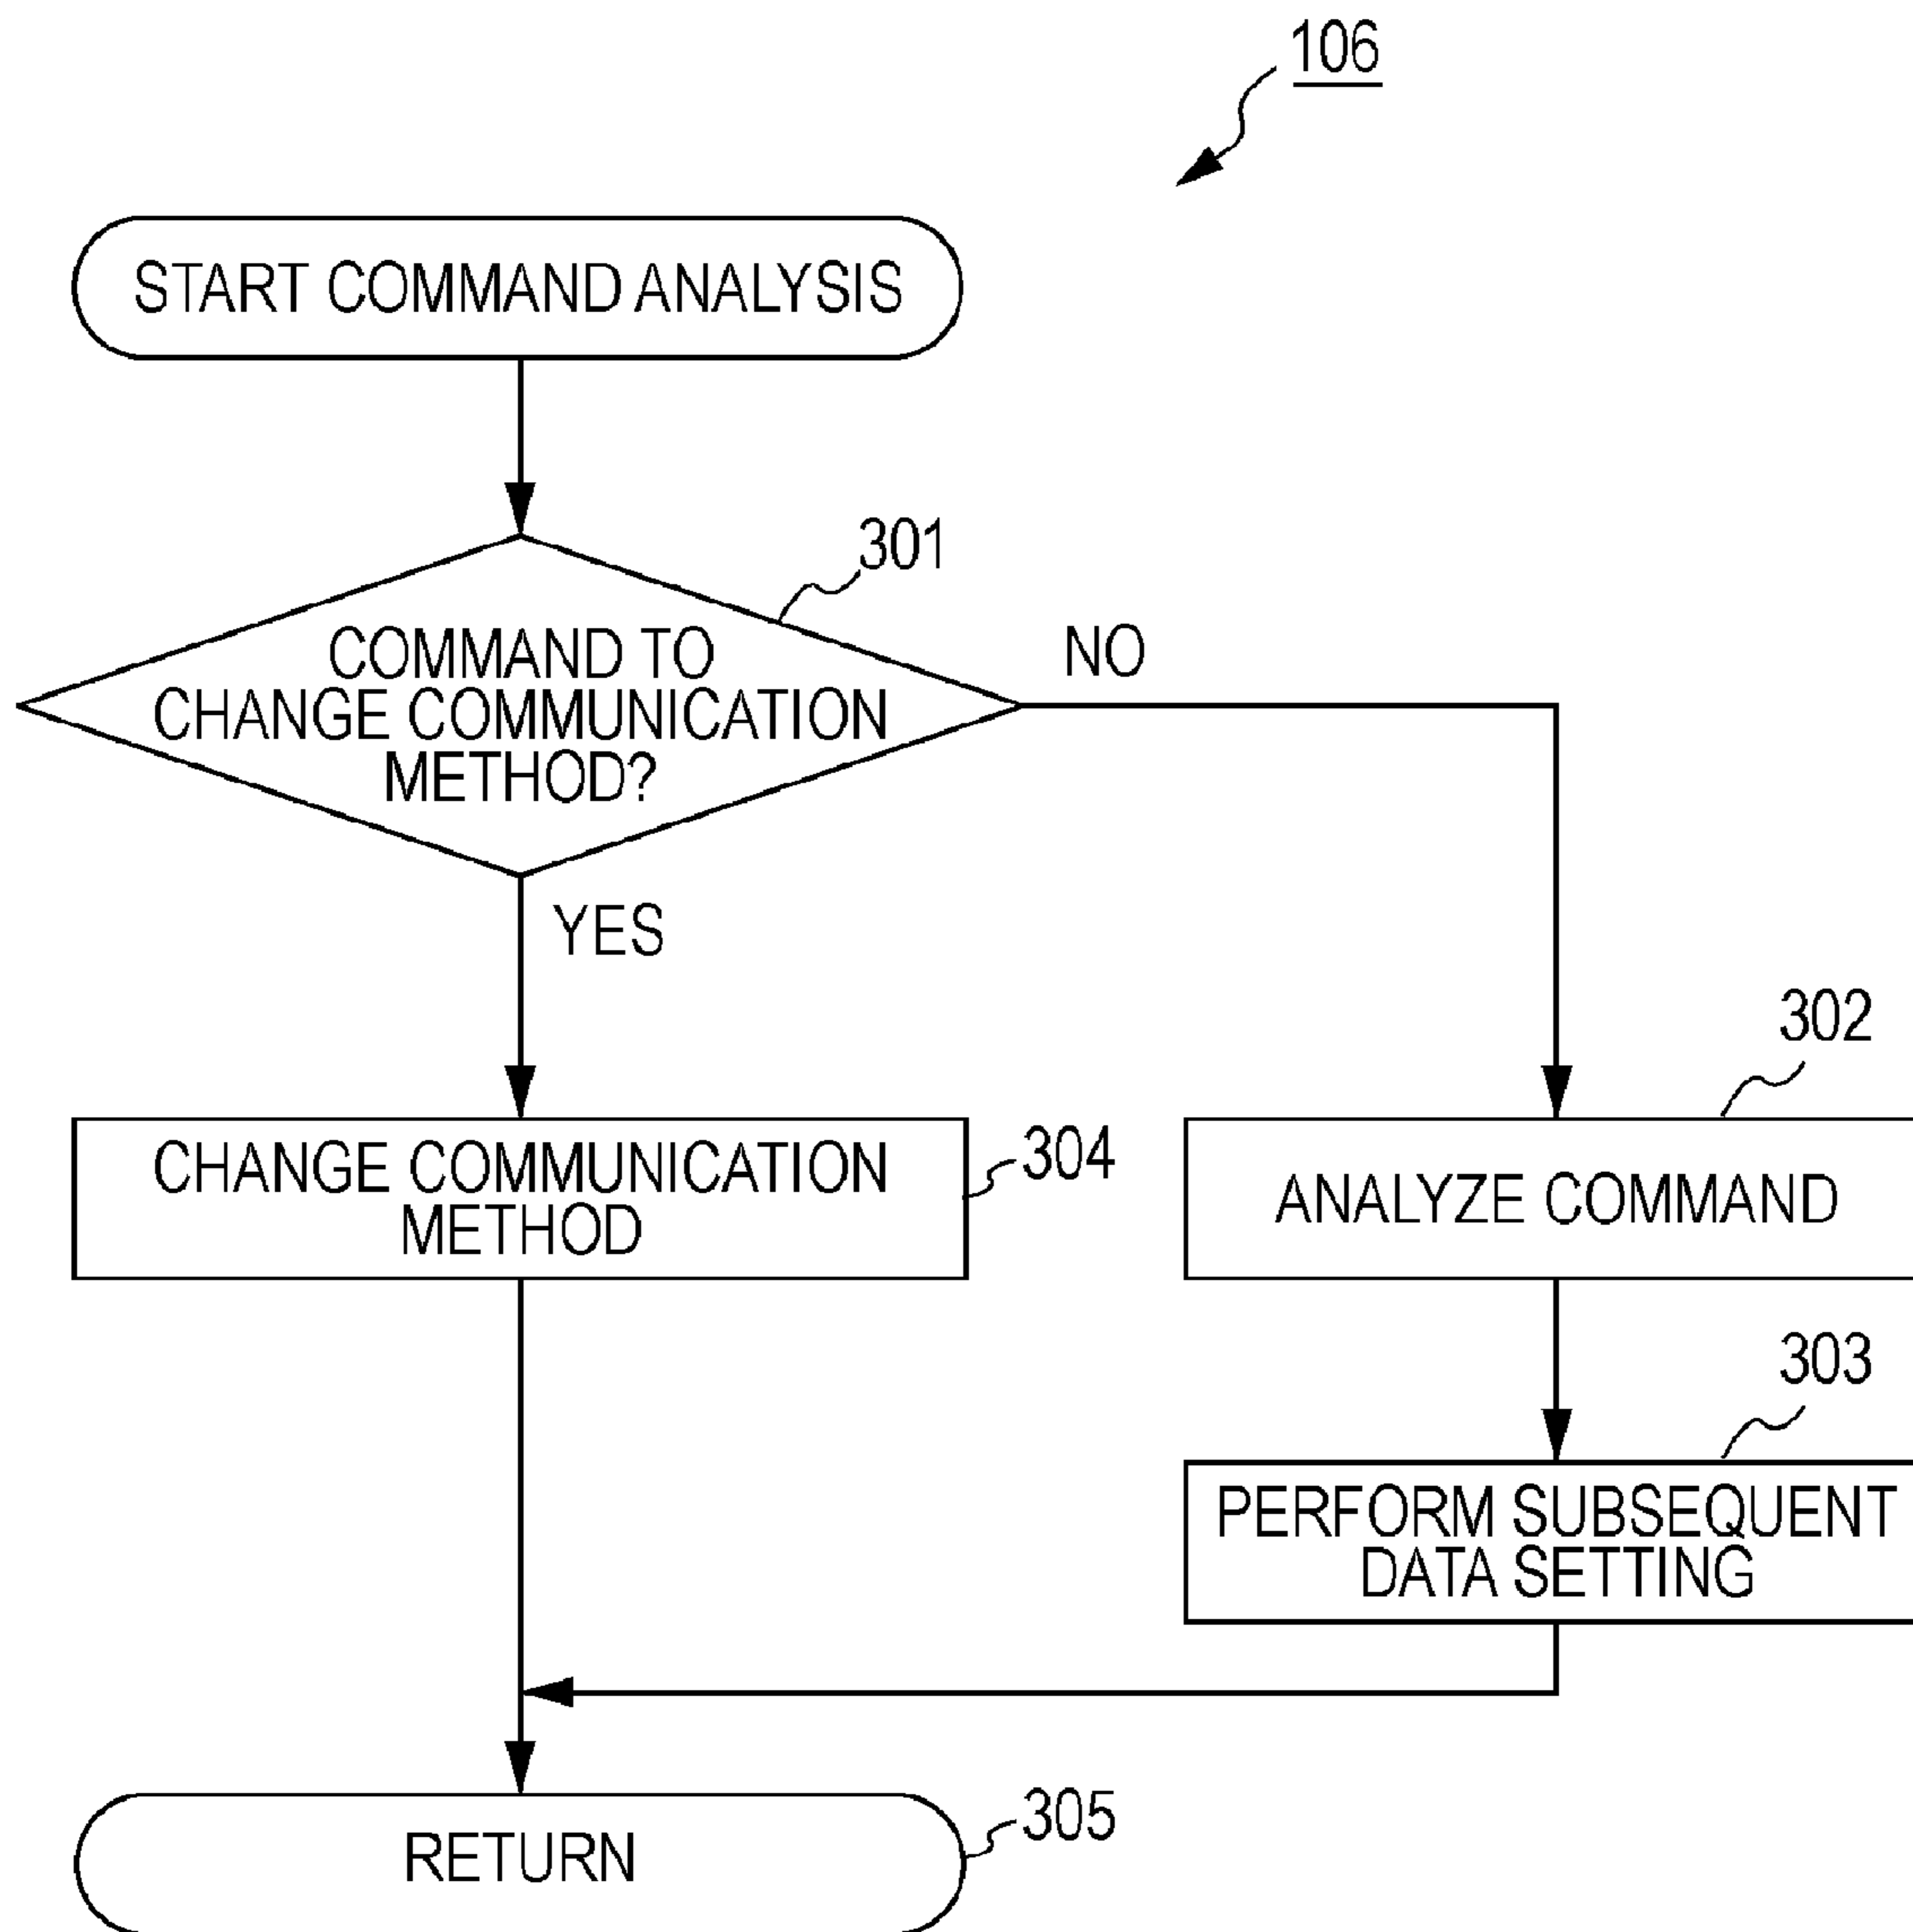 106
START COMMAND ANALYSIS
301
COMMAND TO
CHANGE COMMUNICATION
METHOD?
NO
YES
302
304
CHANGE COMMUNICATION
METHOD
ANALYZE COMMAND
303
PERFORM SUBSEQUENT
DATA SETTING
305
RETURN